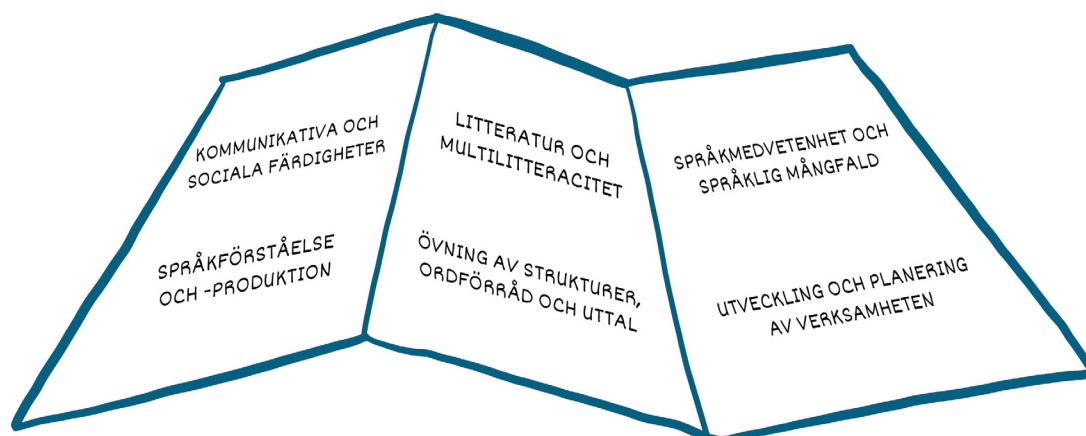 KOMMUNIKATIVA OCH
SOCIALA FÄRDIGHETER
SPRÅKFÖRSTÅELSE
OCH -PRODUKTION
LITTERATUR OCH
MULTILITTERACITET
ÖVNING AV STRUKTURER,
ORDFÖRRÅD OCH UTTAL
SPRÅKMEDVETENHET OCH
SPRÅKLIG MÅNGFALD
UTVECKLING OCH PLANERING
AV VERKSAMHETEN